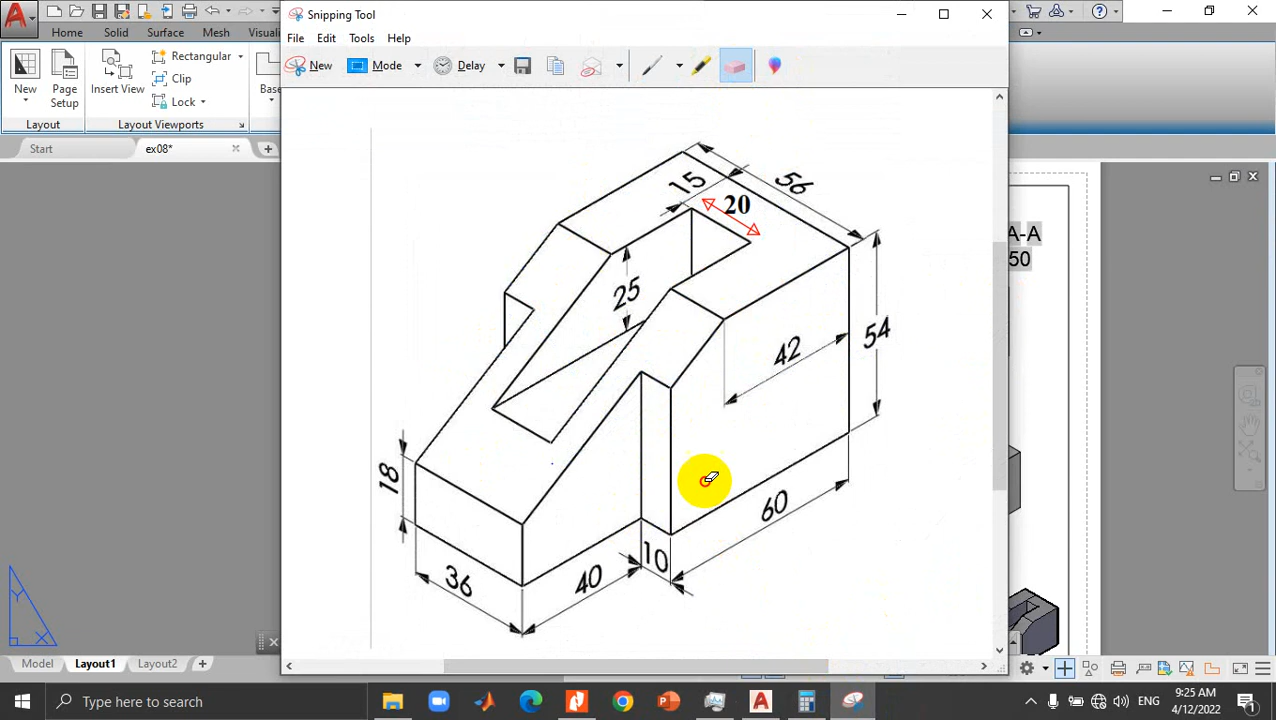 Snipping Tool
File Edit Tools Help
New Mode Delay
Home Solid Surface Mesh Visuali
New
Page Setup
Insert View
Rectangular
Clip
Lock
Base
Layout
Layout Viewports
Start
ex08*
56
15
20
25
54
42
18
60
10
40
36
A-A
50
Y
X
Model Layout1 Layout2
Type here to search
ENG
9:25 AM
4/12/2022
1